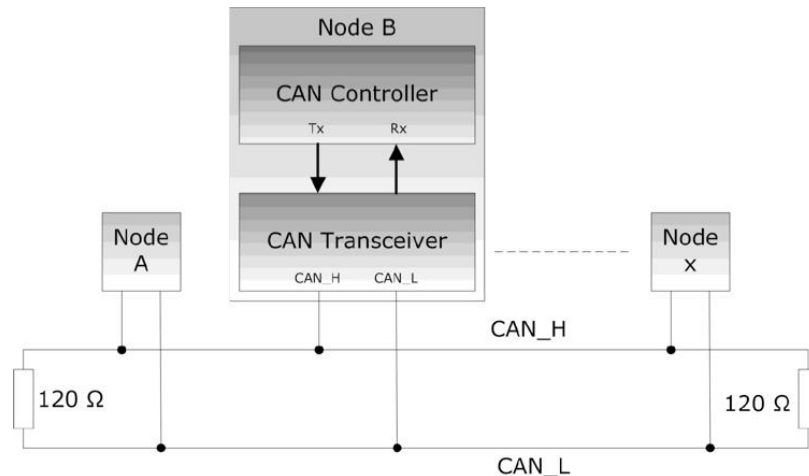 Node B
CAN Controller
Tx Rx
CAN Transceiver
CAN_H CAN_L
Node
A
Node
x
CAN_H
120 Ω
120 Ω
CAN_L